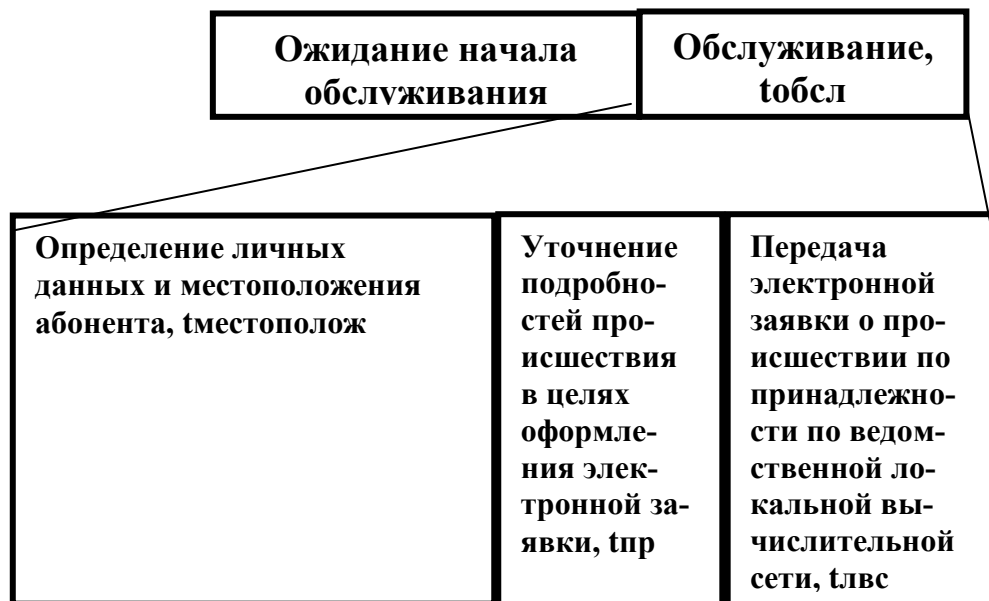 Ожидание начала
обслуживания
Обслуживание,
tобсл
Определение личных
данных и местоположения
абонента, tместополож
Уточнение
подробно-
стей про-
исшествия
в целях
оформле-
ния элек-
тронной за-
явки, tпр
Передача
электронной
заявки о про-
исшествии по
принадлежно-
сти по ведом-
ственной ло-
кальной вы-
числительной
сети, tлвс